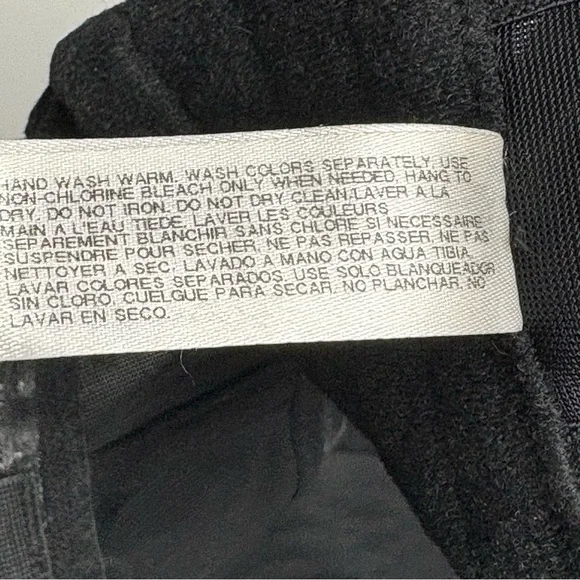 HAND WASH WARM. WASH COLORS SEPARATELY. USE
NON-CHLORINE BLEACH ONLY WHEN NEEDED. HANG TO
DRY. DO NOT IRON. DO NOT DRY CLEAN.LAVER A LA
MAIN A L'EAU TIEDE. LAVER LES COULEURS
SEPAREMENT BLANCHIR SANS CHLORE SI NECESSAIRE.
SUSPENDRE POUR SECHER. NE PAS REPASSER. NE PAS
NETTOYER A SEC. LAVADO A MANO CON AGUA TIBIA.
LAVAR COLORES SEPARADOS. USE SOLO BLANQUEADOR
SIN CLORO. CUELGUE PARA SECAR. NO PLANCHAR. NO
LAVAR EN SECO.